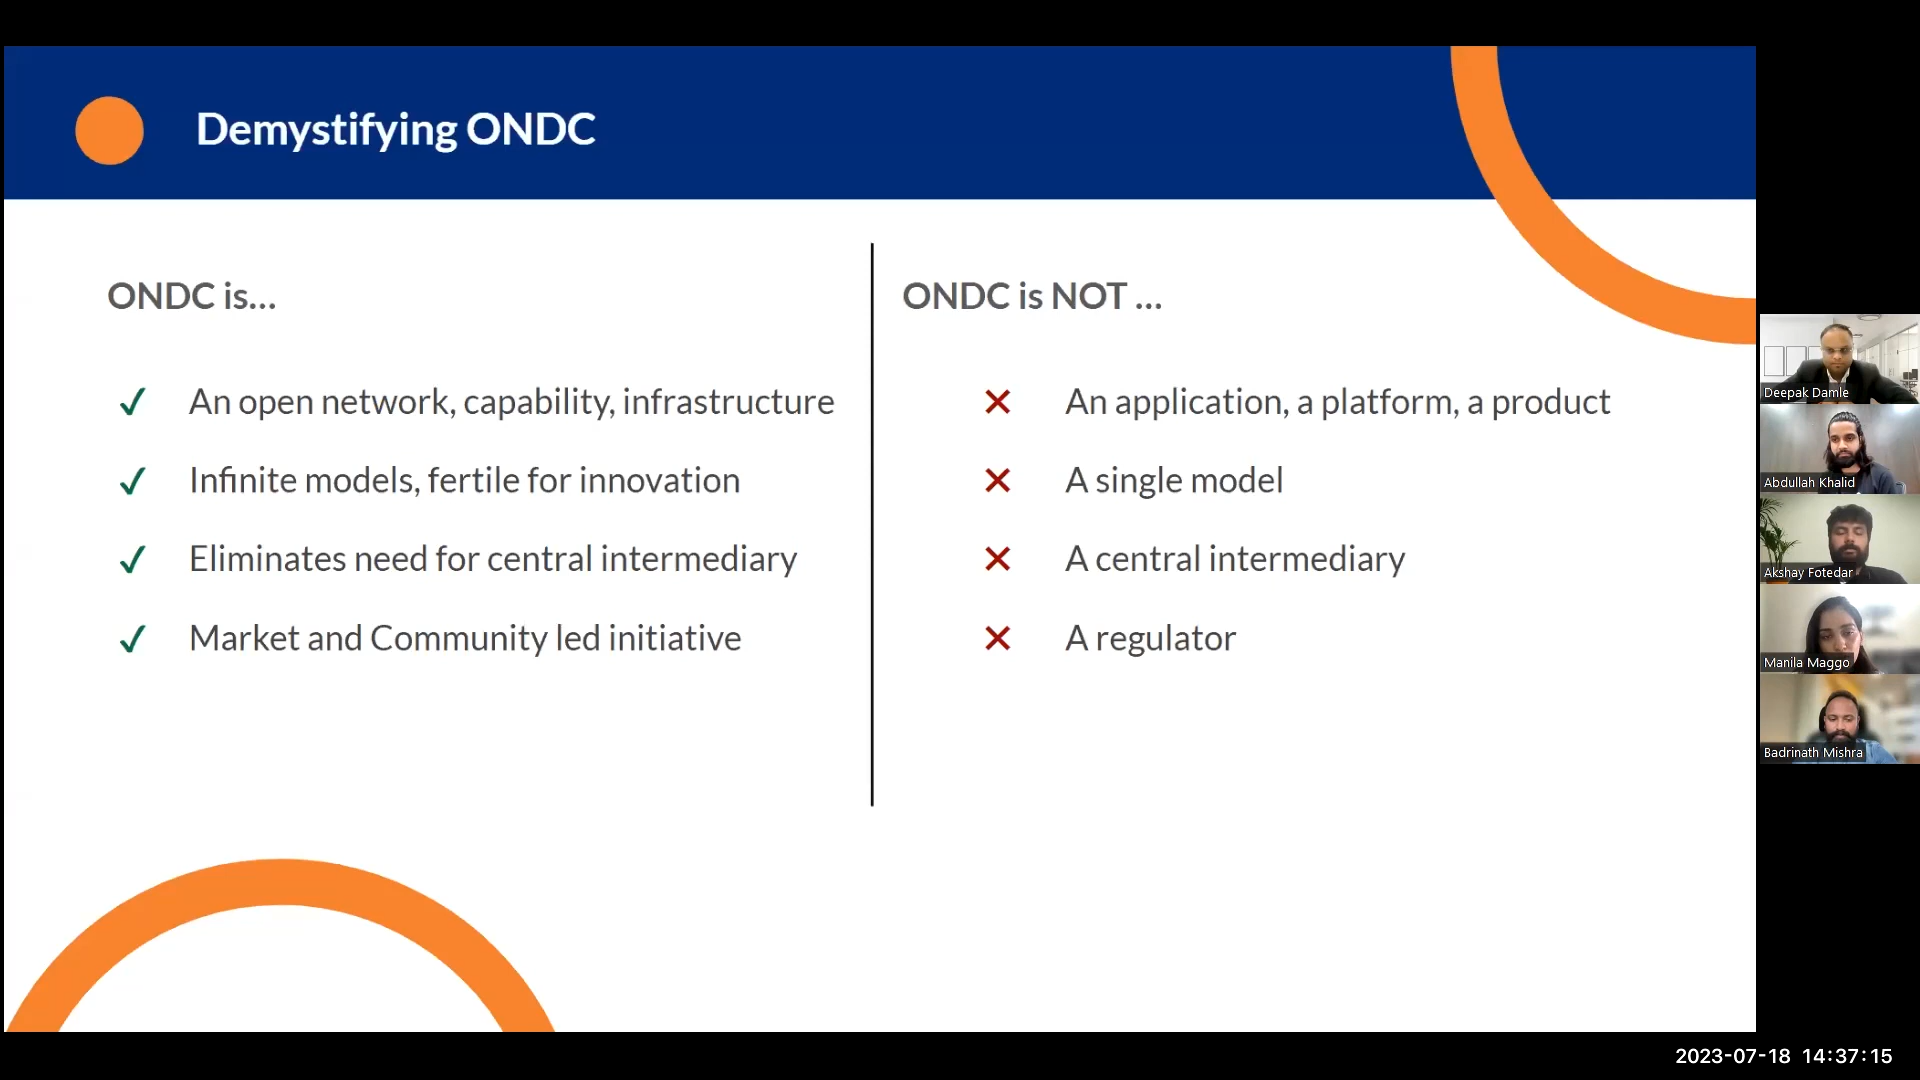 Demystifying ONDC
ONDC is...
An open network, capability, infrastructure
Infinite models, fertile for innovation
Eliminates need for central intermediary
Market and Community led initiative
ONDC is NOT ...
An application, a platform, a product
A single model
A central intermediary
A regulator
Deepak Damle
Abdullah Khalid
Akshay Fotedar
Manila Maggo
Badrinath Mishra
2023-07-18 14:37:15